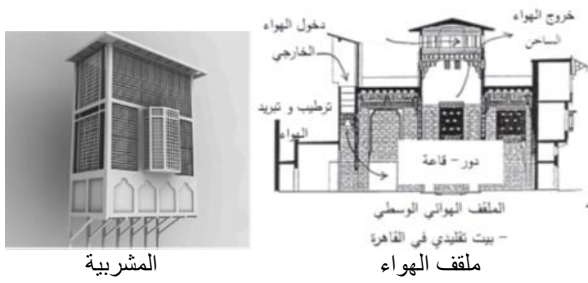 خروج الهواء
الساخن
دخول الهواء
الخارجي
ترطيب و تبريد
الهواء
دور - قاعة
الملقف الهوائي الوسطي
- بيت تقليدي في القاهرة
ملقف الهواء
المشربية